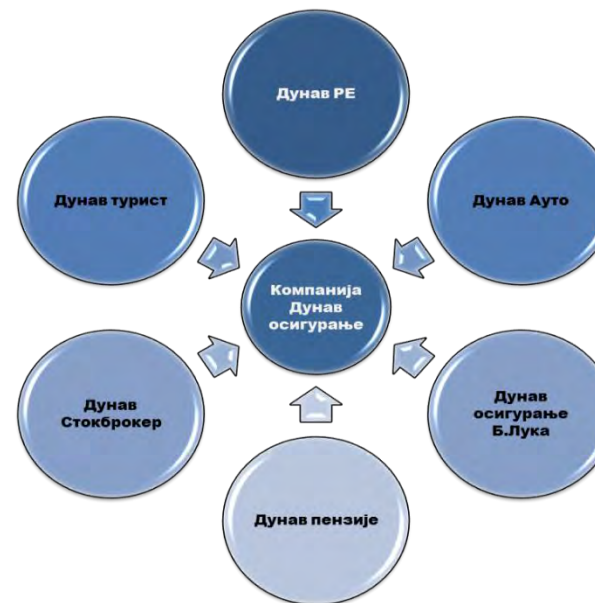 Дунав РЕ
Дунав турист
Дунав Ауто
Компанија
Дунав
осигурање
Дунав
Стокброкер
Дунав
осигурање
Б.Лука
Дунав пензије